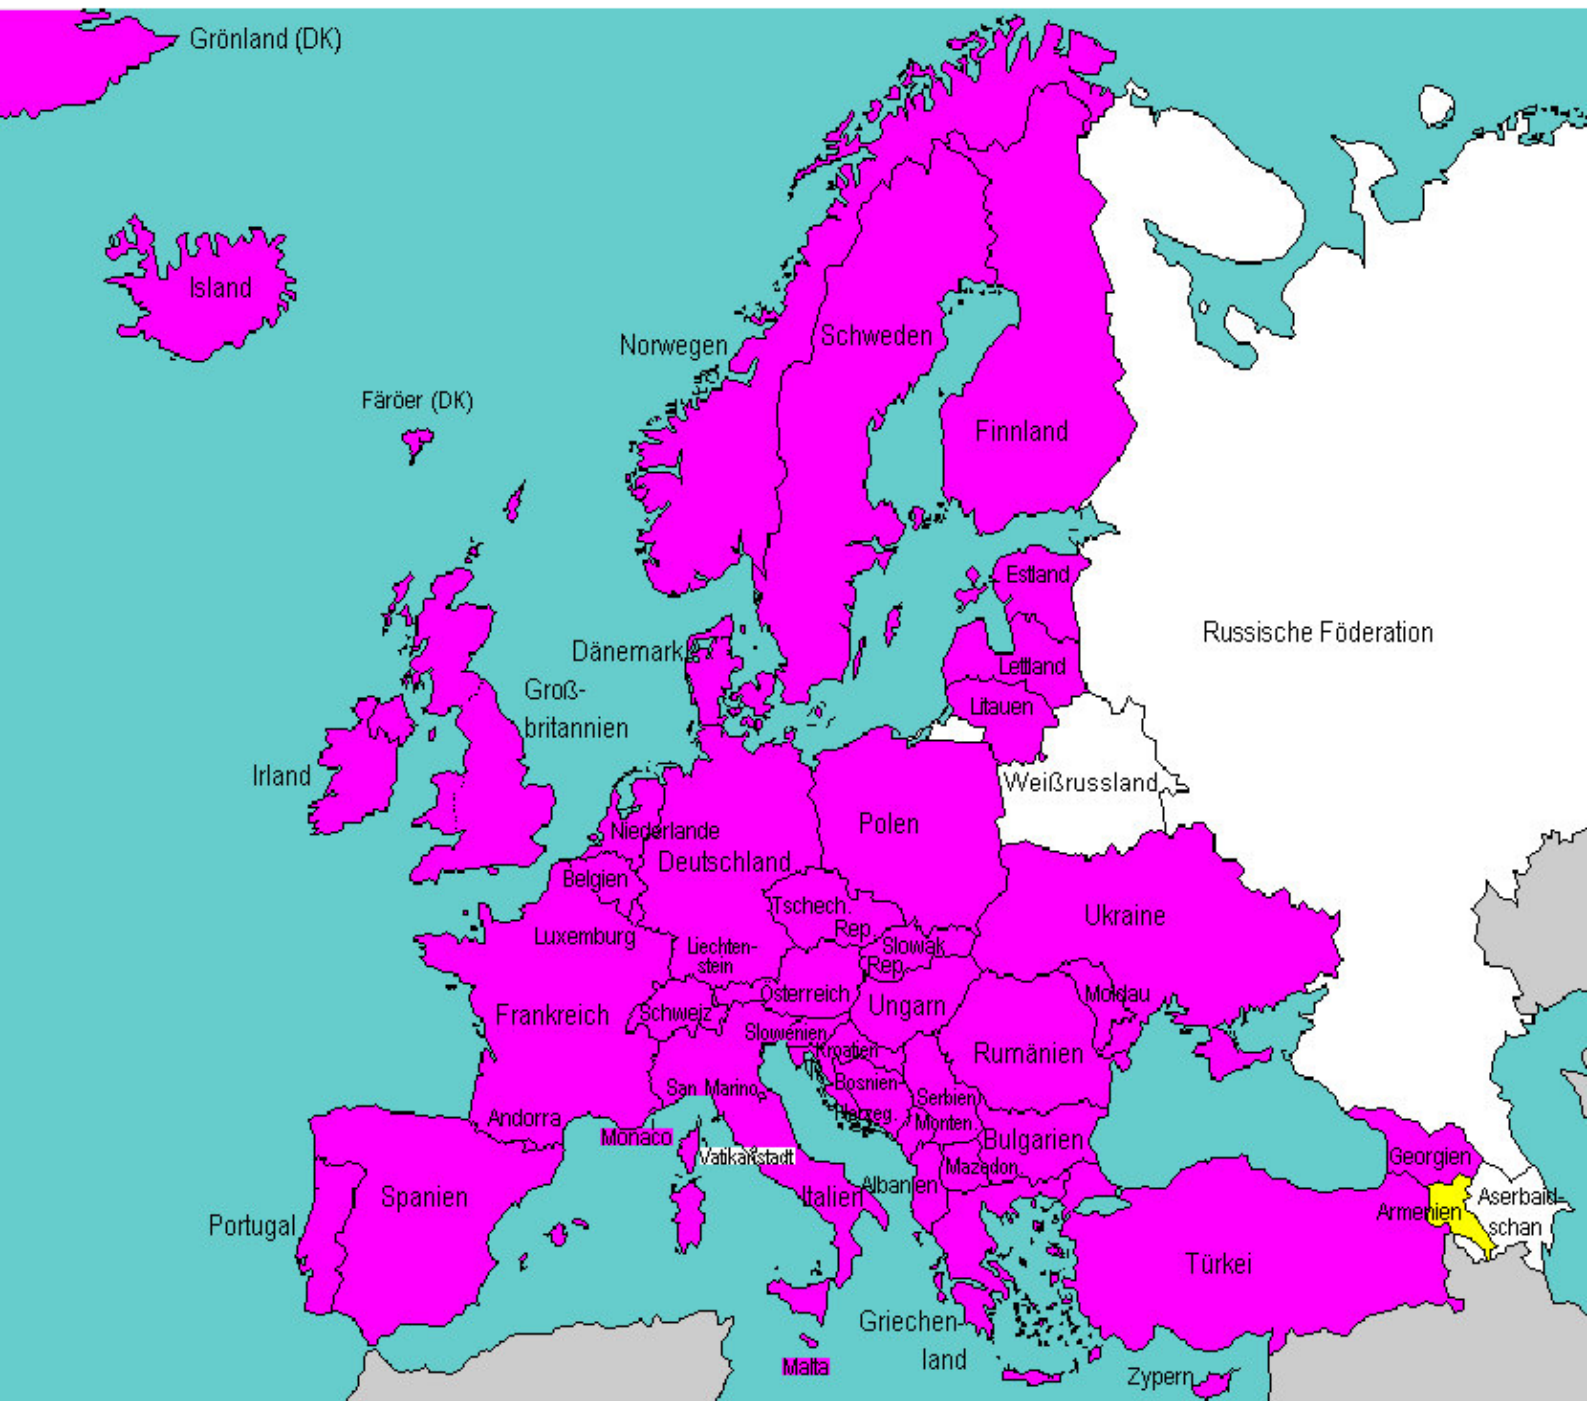 Grönland (DK)
Island
Norwegen
Schweden
Färöer (DK)
Finnland
Estland
Russische Föderation
Dänemark
Lettland
Groß-
britannien
Litauen
Irland
Weißrussland
Niederlande
Polen
Deutschland
Belgien
Tschech.
Rep.
Ukraine
Luxemburg
Liechten-
stein
Slowak.
Rep.
Österreich
Moldau
Frankreich
Schweiz
Ungarn
Slowenien
Kroatien
Rumänien
San Marino
Bosnien-
Herzeg.
Serbien
Andorra
Monten.
Monaco
Bulgarien
Vatikanstadt
Mazedon.
Georgien
Spanien
Italien
Albanien
Aserbaid-
schan
Portugal
Armenien
Türkei
Griechen-
land
Malta
Zypern